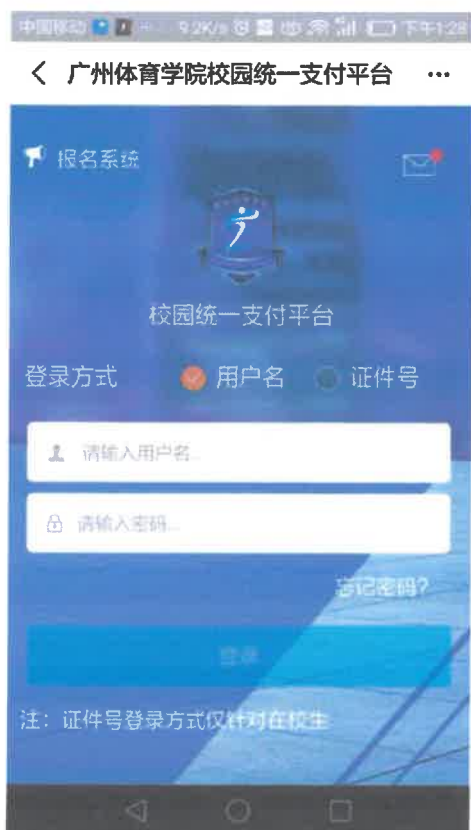 中国移动 9.2K/s 下午1:28
广州体育学院校园统一支付平台 ...
报名系统
校园统一支付平台
登录方式 用户名 证件号
请输入用户名...
请输入密码...
忘记密码?
登录
注：证件号登录方式仅针对在校生